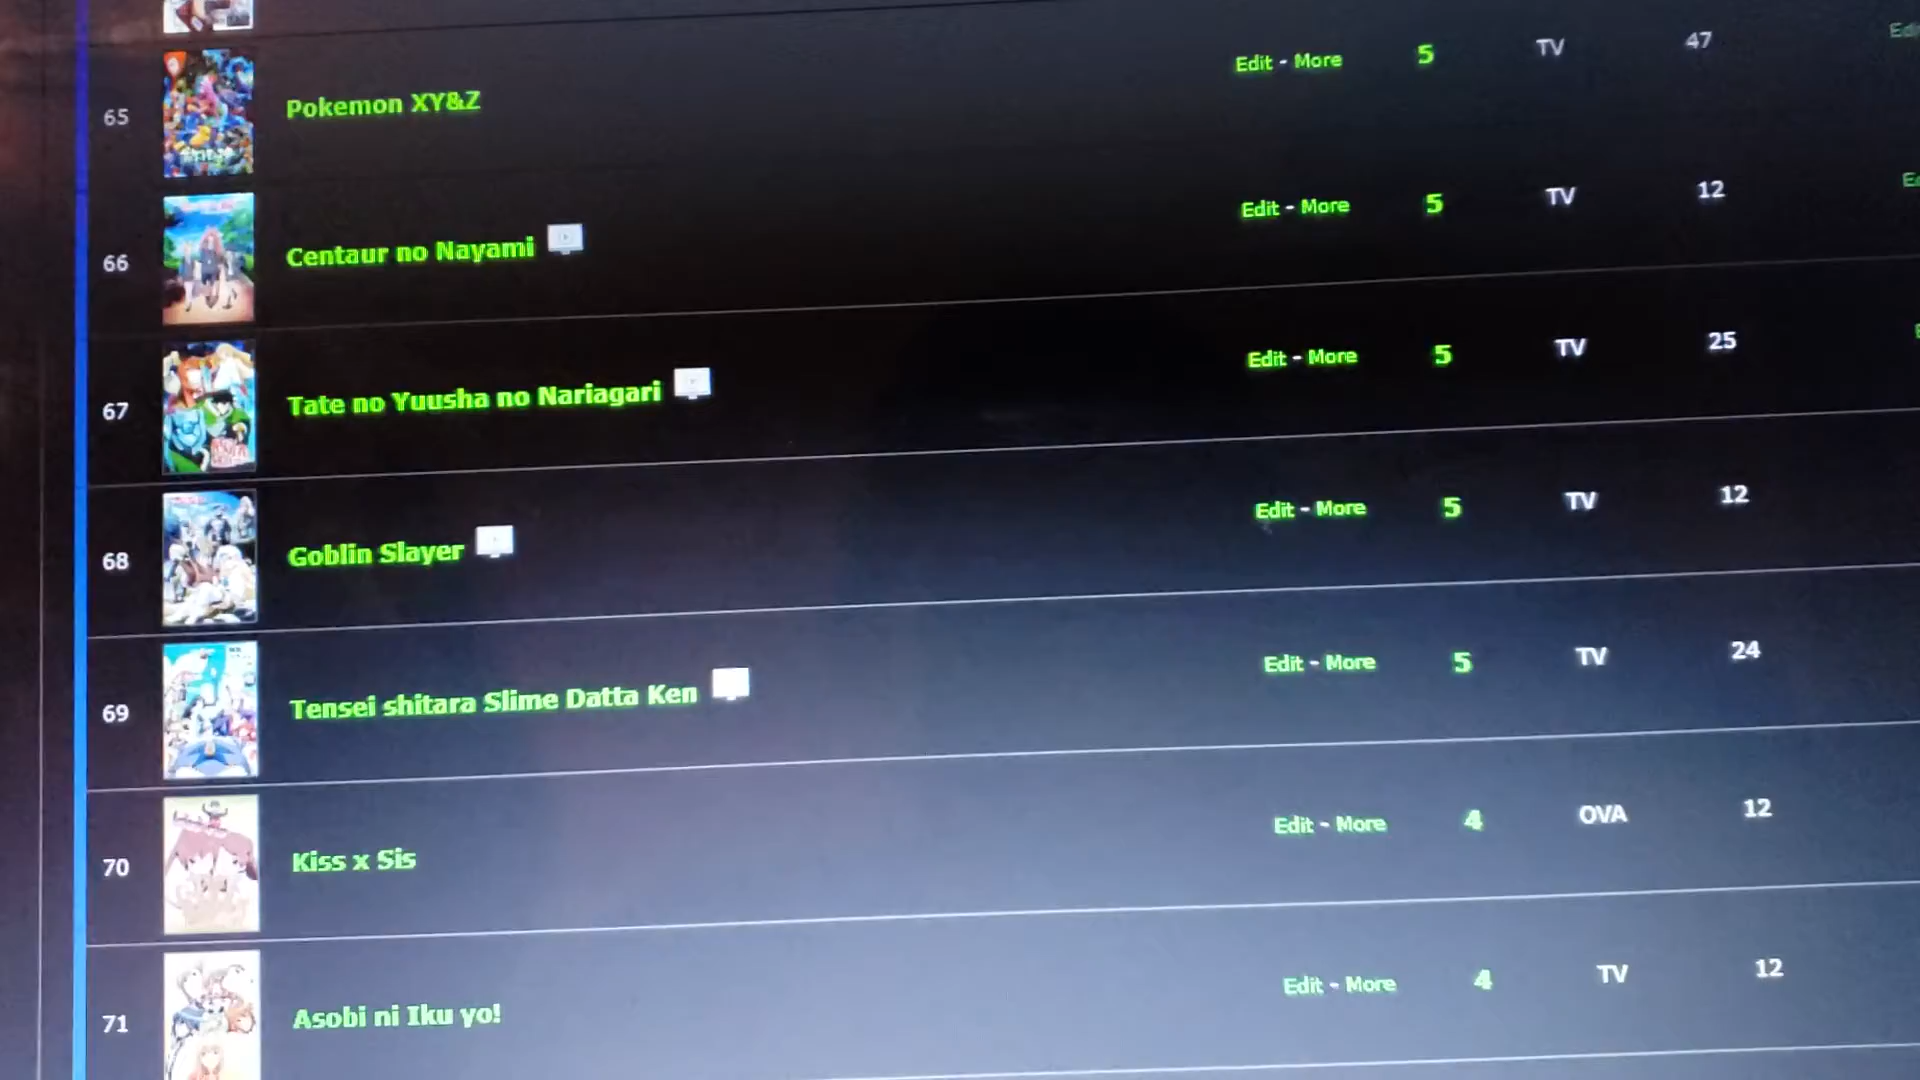 65 Pokemon XY&Z Edit - More 5 TV 47
66 Centaur no Nayami Edit - More 5 TV 12
67 Tate no Yuusha no Nariagari Edit - More 5 TV 25
68 Goblin Slayer Edit - More 5 TV 12
69 Tensei shitara Slime Datta Ken Edit - More 5 TV 24
70 Kiss x Sis Edit - More 4 OVA 12
71 Asobi ni Iku yo! Edit - More 4 TV 12